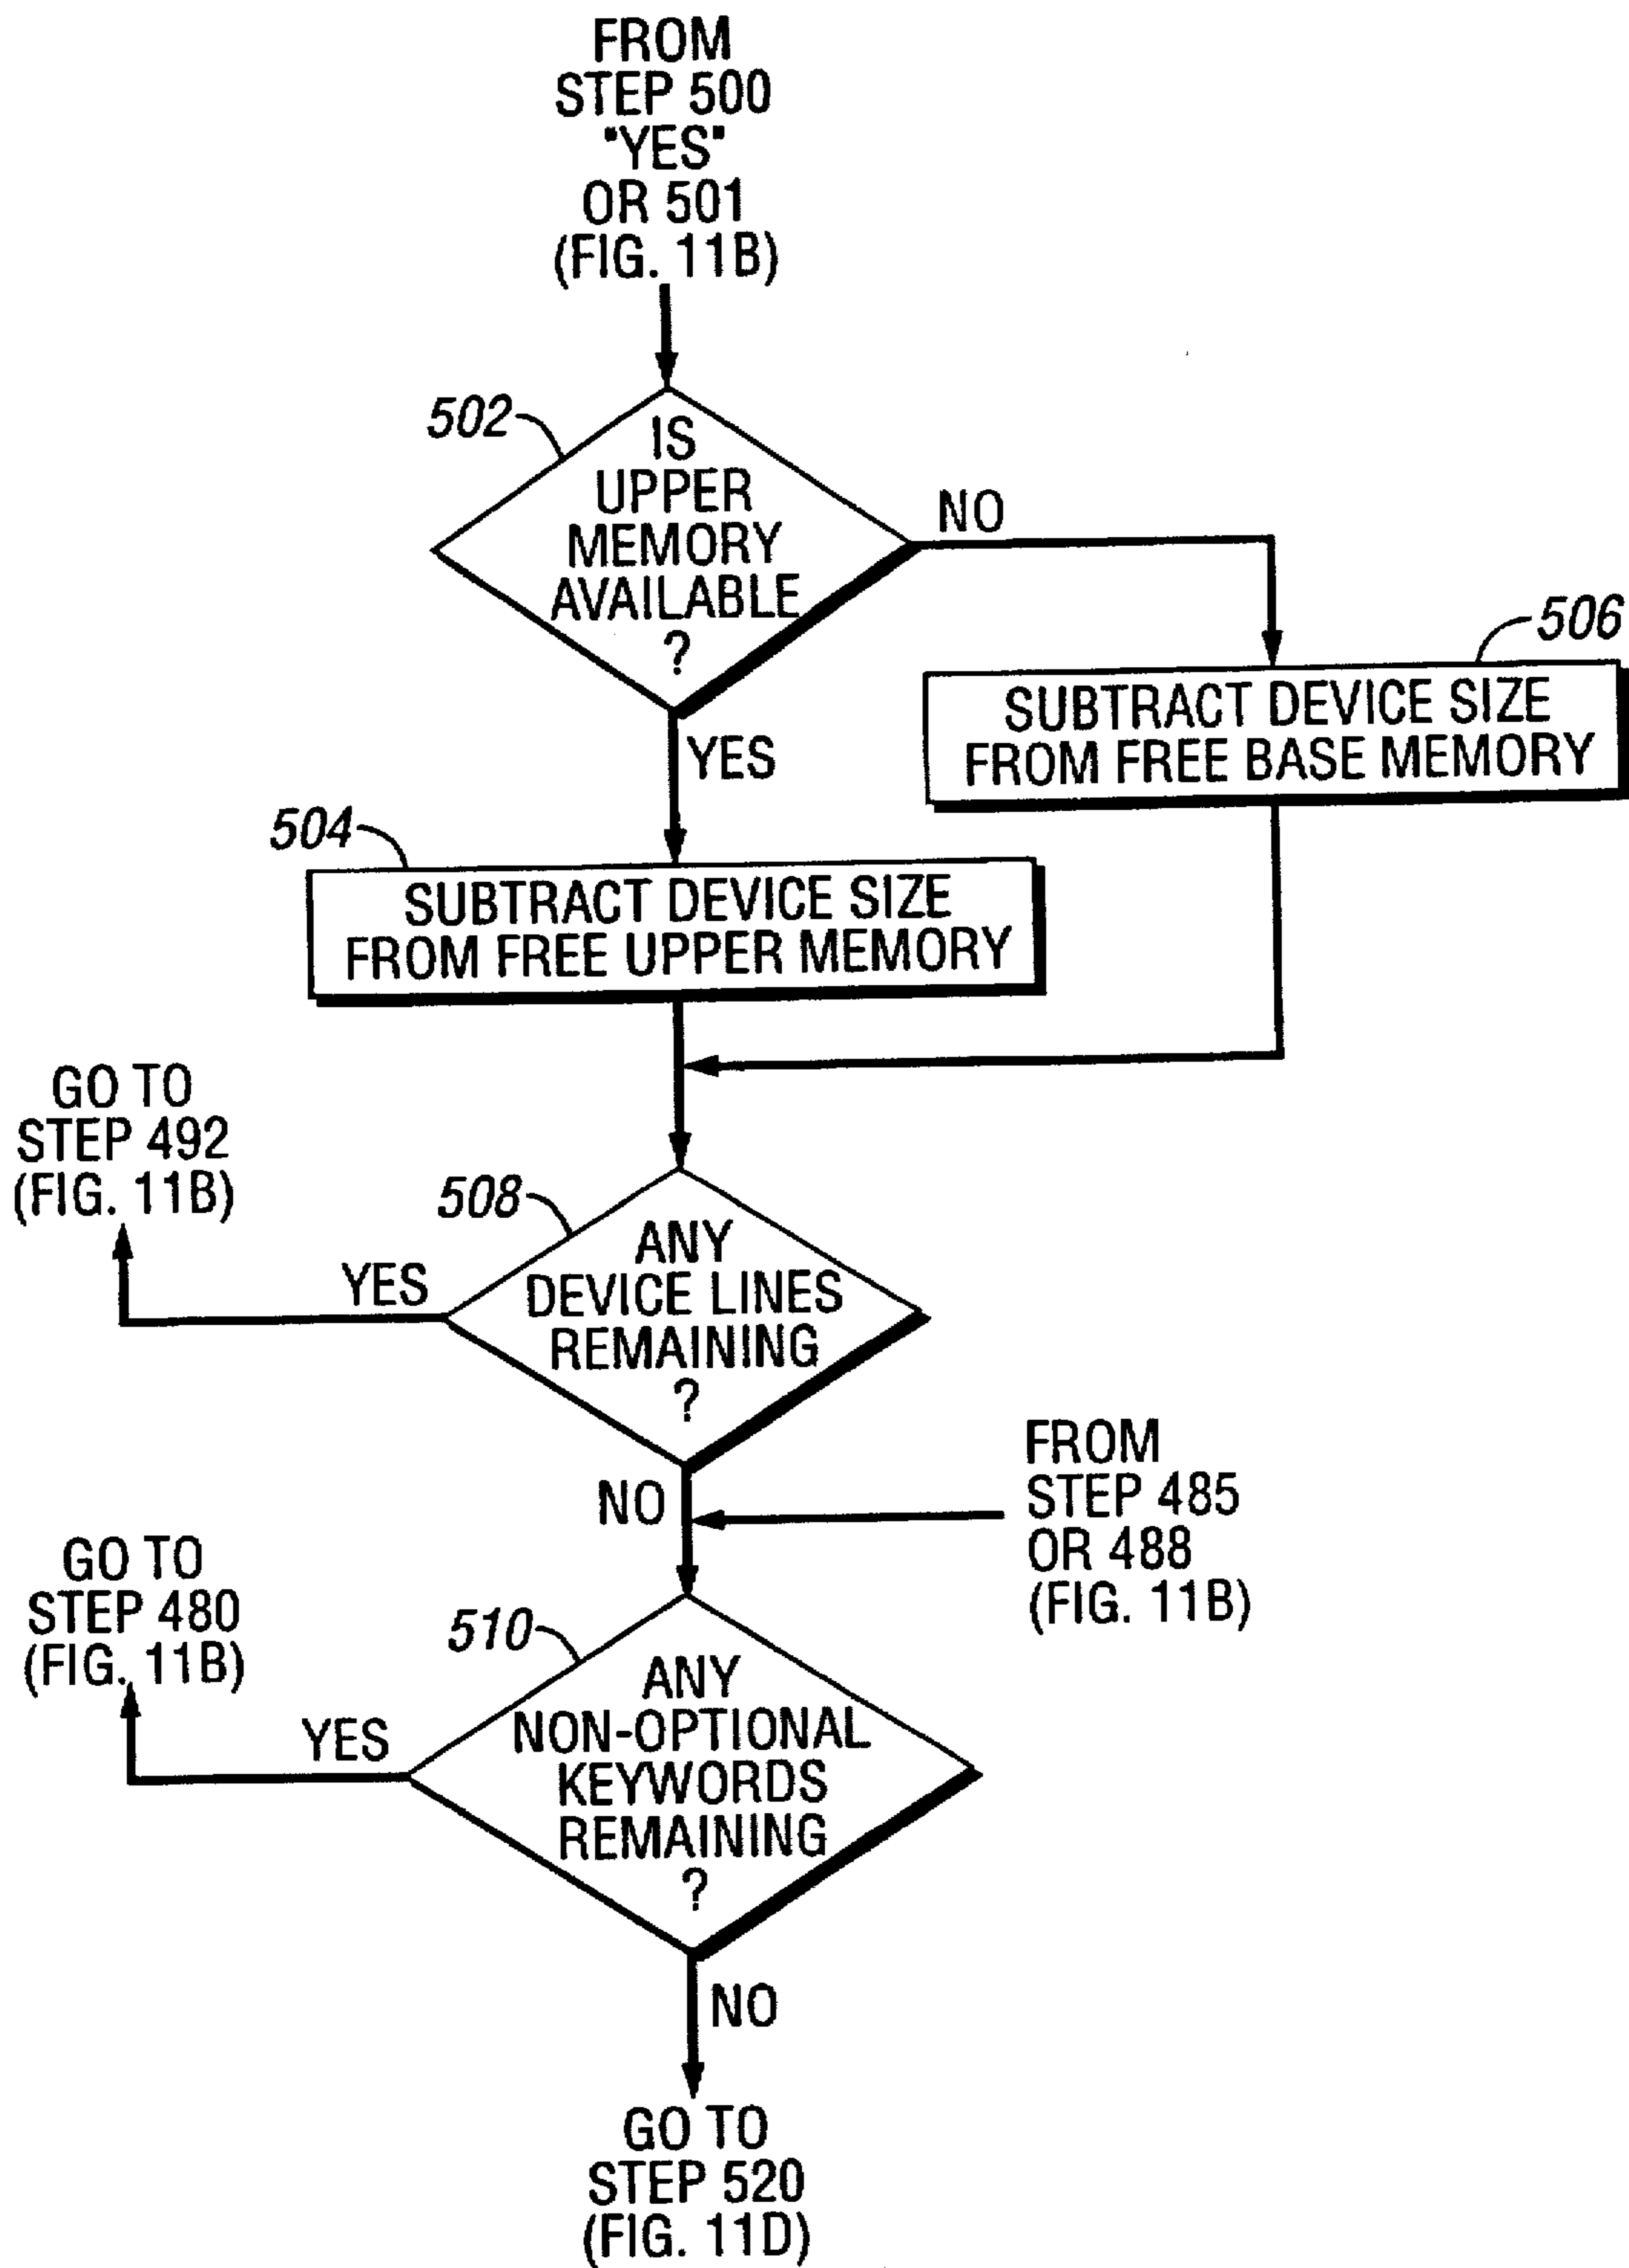 FROM
STEP 500
"YES"
OR 501
(FIG. 11B)
502
IS
UPPER
MEMORY
AVAILABLE
?
NO
YES
506
SUBTRACT DEVICE SIZE
FROM FREE BASE MEMORY
504
SUBTRACT DEVICE SIZE
FROM FREE UPPER MEMORY
GO TO
STEP 492
(FIG. 11B)
508
YES
ANY
DEVICE LINES
REMAINING
?
NO
FROM
STEP 485
OR 488
(FIG. 11B)
GO TO
STEP 480
(FIG. 11B)
510
YES
ANY
NON-OPTIONAL
KEYWORDS
REMAINING
?
NO
GO TO
STEP 520
(FIG. 11D)